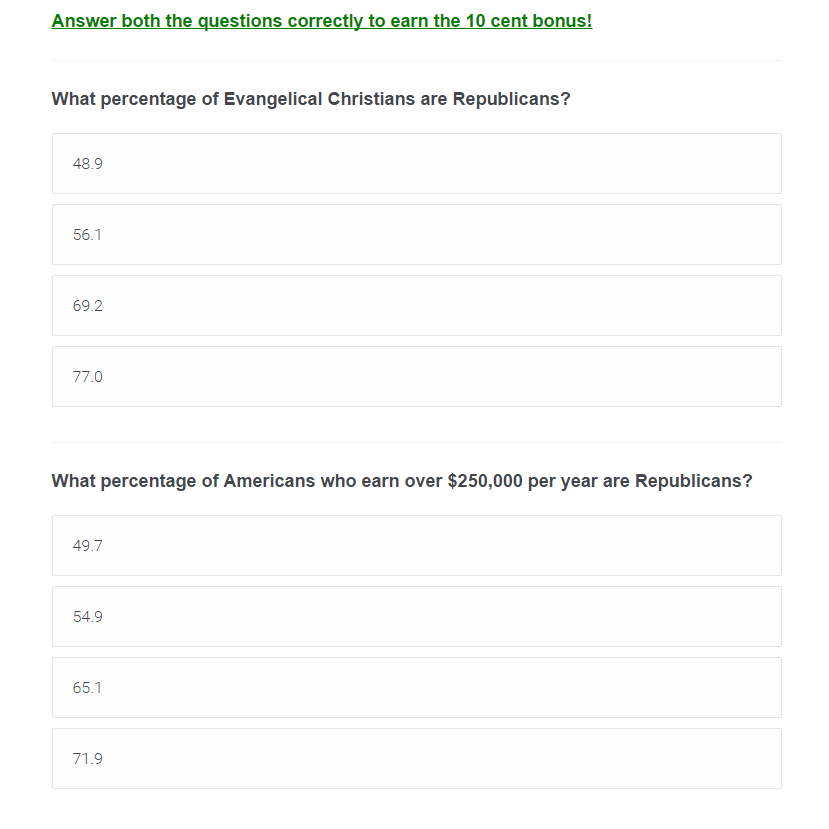 Answer both the questions correctly to earn the 10 cent bonus!
What percentage of Evangelical Christians are Republicans?
48.9
56.1
69.2
77.0
What percentage of Americans who earn over $250,000 per year are Republicans?
49.7
54.9
65.1
71.9